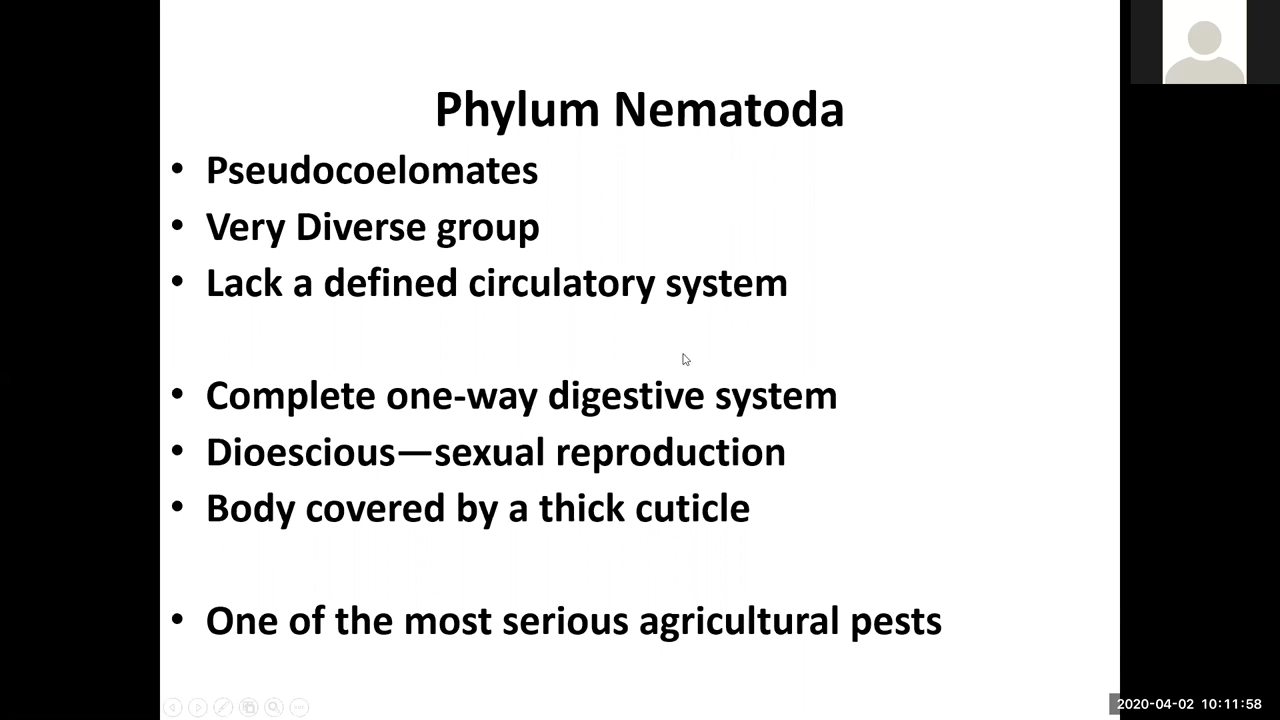 Phylum Nematoda
• Pseudocoelomates
• Very Diverse group
• Lack a defined circulatory system
• Complete one-way digestive system
• Dioescious—sexual reproduction
• Body covered by a thick cuticle
• One of the most serious agricultural pests
2020-04-02 10:11:58